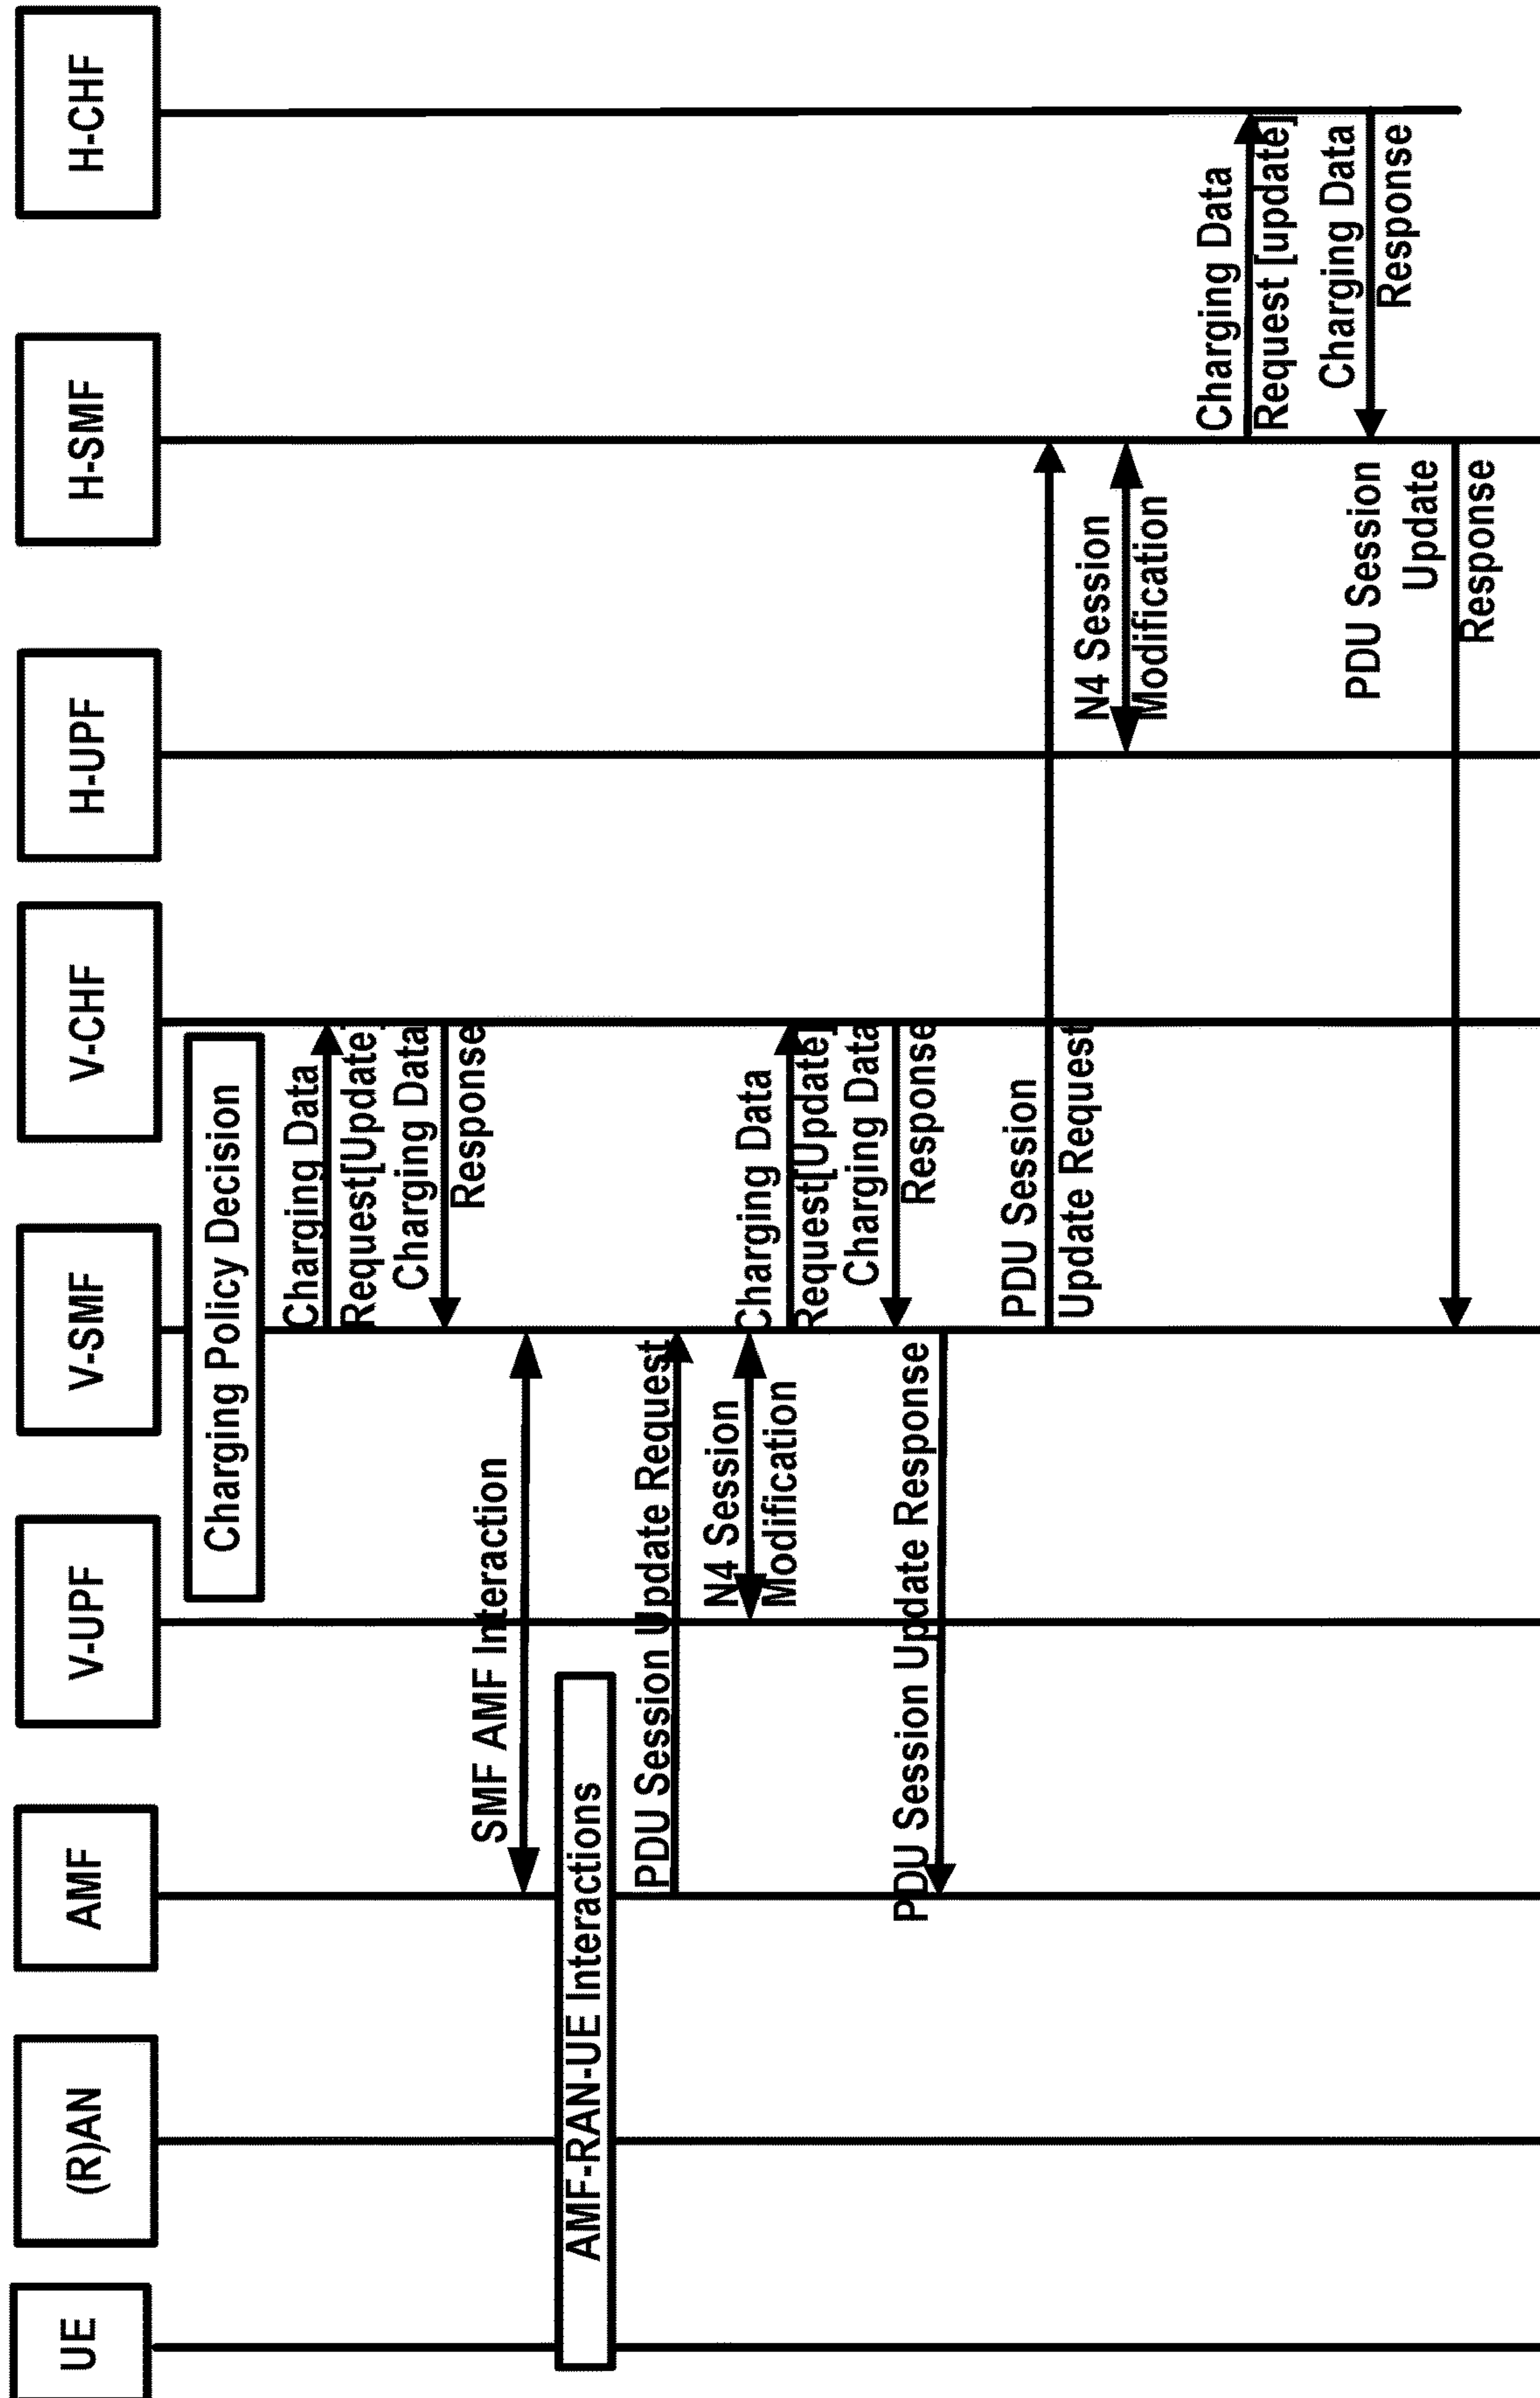 UE
(R)AN
AMF
V-UPF
V-SMF
V-CHF
H-UPF
H-SMF
H-CHF
Charging Policy Decision
Charging Data
Request[Update]
Charging Data
Response
SMF AMF Interaction
AMF-RAN-UE Interactions
PDU Session Update Request
N4 Session
Modification
Charging Data
Request[Update]
Charging Data
Response
PDU Session Update Response
PDU Session
Update Request
N4 Session
Modification
Charging Data
Request [update]
Charging Data
Response
PDU Session
Update
Response